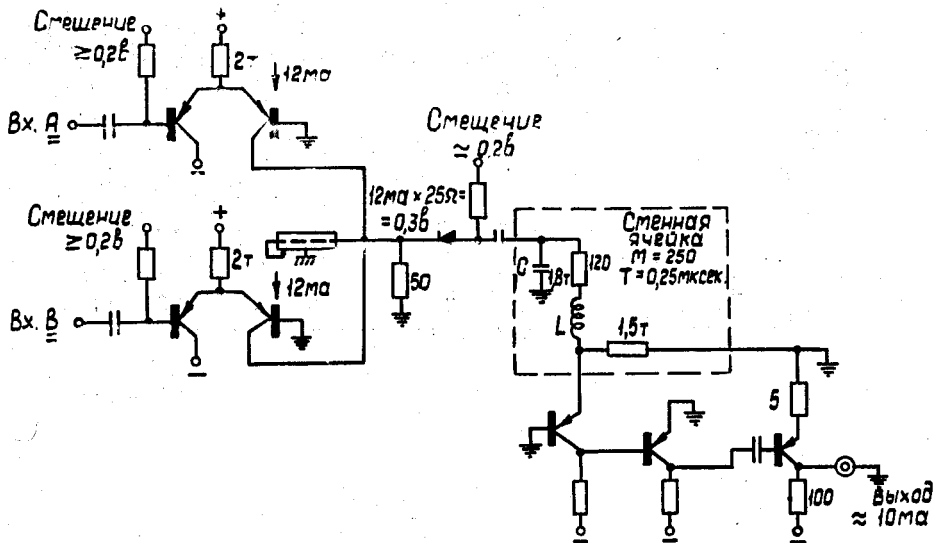 Смещение
≥0,2в
+
2т
12ма
Вх. А
−
Смещение
≥0,2в
+
2т
12ма
Вх. В
−
Смещение
≈ 0,2в
12ма × 25Ω =
= 0,3в
50
Сменная
ячейка
М = 250
Т = 0,25мксек.
C
120
L
1,5т
5
100
Выход
≈ 10ма
−
−
−